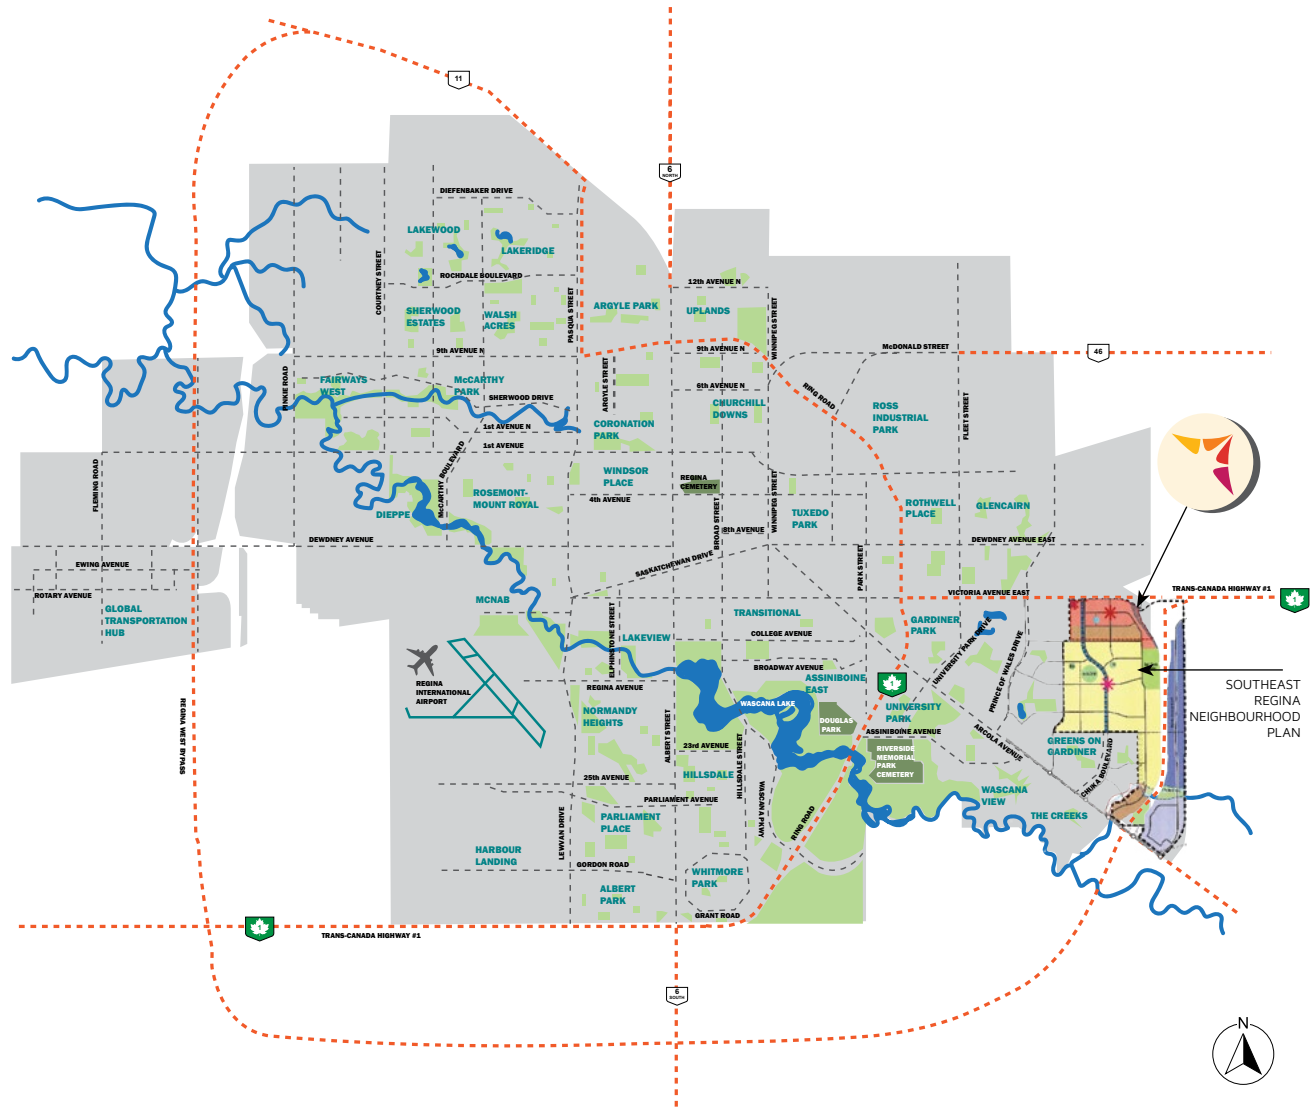 11
6
NORTH
DIEFENBAKER DRIVE
LAKEWOOD
LAKERIDGE
COURTNEY STREET
ROCHDALE BOULEVARD
12th AVENUE N
SHERWOOD
ESTATES
WALSH
ACRES
PASQUA STREET
ARGYLE PARK
UPLANDS
WINNIPEG STREET
9th AVENUE N
9th AVENUE N
McDONALD STREET
46
PINKIE ROAD
FAIRWAYS
WEST
McCARTHY
PARK
SHERWOOD DRIVE
ARGYLE STREET
6th AVENUE N
RING ROAD
CHURCHILL
DOWNS
ROSS
INDUSTRIAL
PARK
FLEET STREET
1st AVENUE N
1st AVENUE
CORONATION
PARK
FLEMING ROAD
McCARTHY BOULEVARD
WINDSOR
PLACE
REGINA
CEMETERY
WINNIPEG STREET
ROSEMONT-
MOUNT ROYAL
4th AVENUE
DIEPPE
BROAD STREET
8th AVENUE
TUXEDO
PARK
ROTHWELL
PLACE
GLENCAIRN
DEWDNEY AVENUE
DEWDNEY AVENUE EAST
SASKATCHEWAN DRIVE
PARK STREET
EWING AVENUE
ROTARY AVENUE
VICTORIA AVENUE EAST
TRANS-CANADA HIGHWAY #1
1
GLOBAL
TRANSPORTATION
HUB
MCNAB
ELPHINSTONE STREET
LAKEVIEW
TRANSITIONAL
COLLEGE AVENUE
GARDINER
PARK
UNIVERSITY PARK DRIVE
PRINCE OF WALES DRIVE
REGINA
INTERNATIONAL
AIRPORT
BROADWAY AVENUE
ASSINIBOINE
EAST
1
REGINA AVENUE
WASCANA LAKE
SOUTHEAST
REGINA
NEIGHBOURHOOD
PLAN
NORMANDY
HEIGHTS
DOUGLAS
PARK
UNIVERSITY
PARK
ASSINIBOINE AVENUE
ARCOLA AVENUE
REGINA WEST BYPASS
ALBERT STREET
23rd AVENUE
HILLSDALE STREET
RIVERSIDE
MEMORIAL
PARK
CEMETERY
GREENS ON
GARDINER
CHUKA BOULEVARD
25th AVENUE
HILLSDALE
WASCANA PKWY
WASCANA
VIEW
PARLIAMENT AVENUE
LEWVAN DRIVE
PARLIAMENT
PLACE
RING ROAD
THE CREEKS
HARBOUR
LANDING
GORDON ROAD
WHITMORE
PARK
ALBERT
PARK
GRANT ROAD
1
TRANS-CANADA HIGHWAY #1
6
SOUTH
N